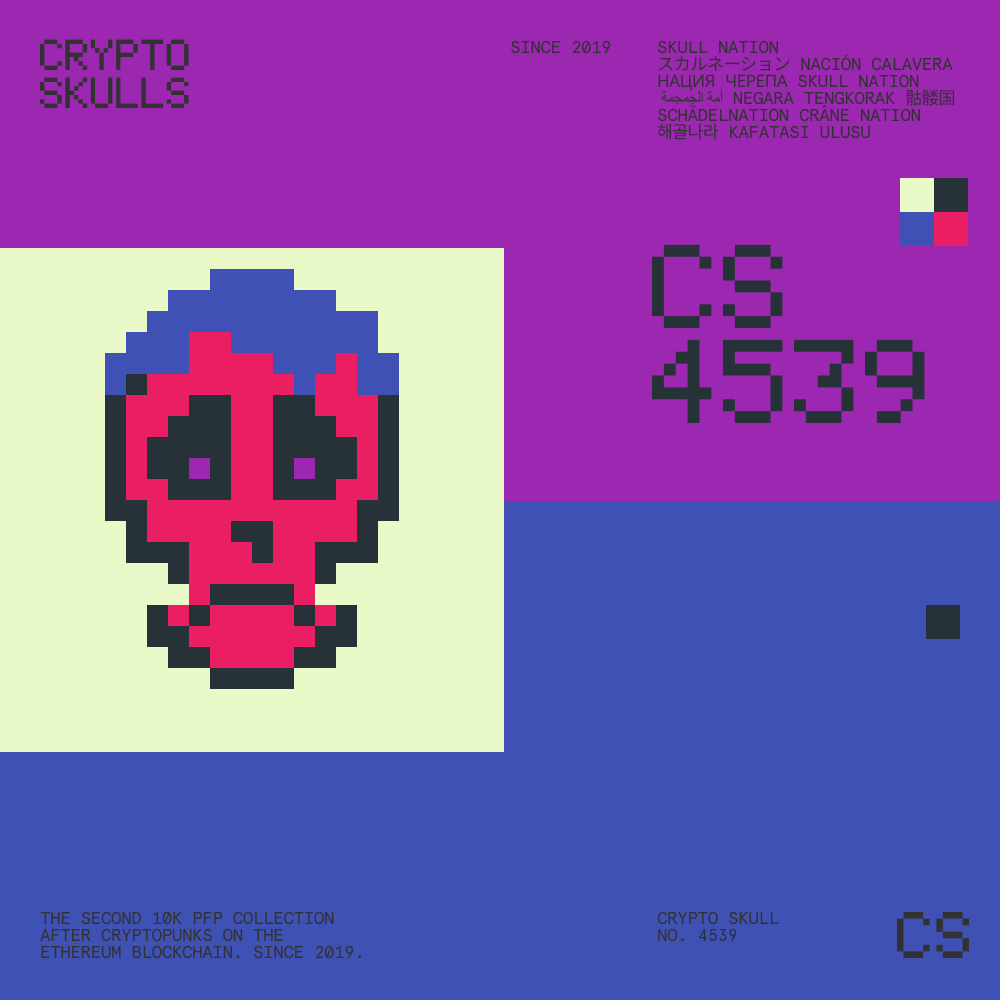 CRYPTO
SKULLS
SINCE 2019
SKULL NATION
スカルネーション NACIÓN CALAVERA
НАЦИЯ ЧЕРЕПА SKULL NATION
أمة الجمجمة NEGARA TENGKORAK 骷髅国
SCHÄDELNATION CRÂNE NATION
해골나라 KAFATASI ULUSU
CS
4539
THE SECOND 10K PFP COLLECTION
AFTER CRYPTOPUNKS ON THE
ETHEREUM BLOCKCHAIN. SINCE 2019.
CRYPTO SKULL
NO. 4539
CS